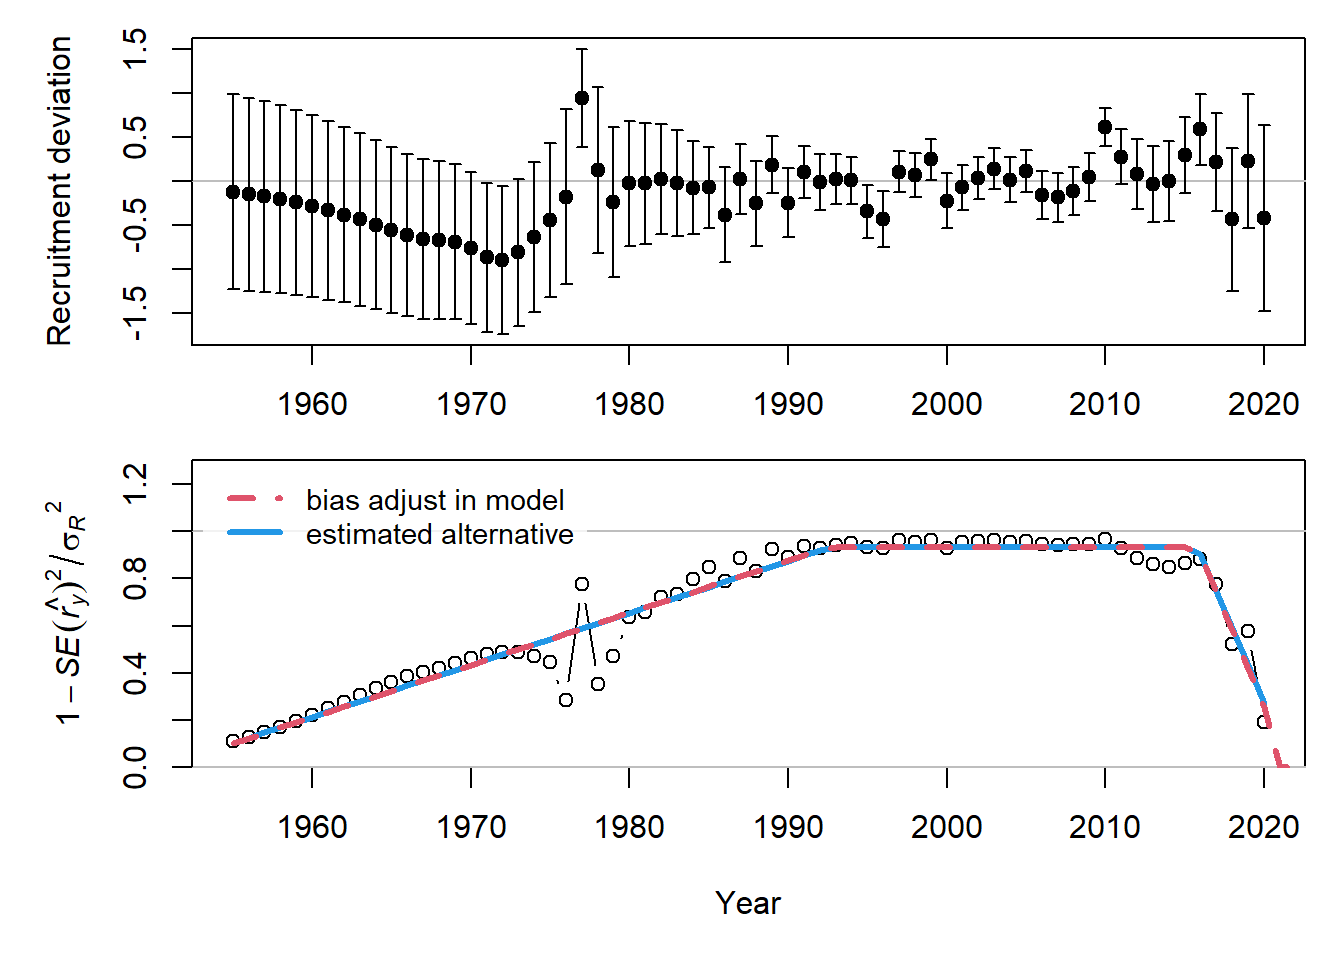 Recruitment deviation
1.5
0.5
-0.5
-1.5
1960 1970 1980 1990 2000 2010 2020
1 − SE(r̂y)² / σR²
1.2
0.8
0.4
0.0
bias adjust in model
estimated alternative
1960 1970 1980 1990 2000 2010 2020
Year